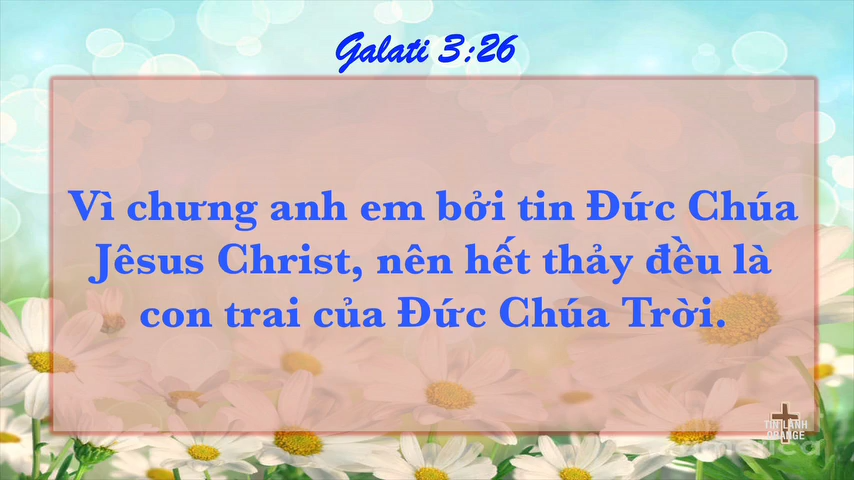 Galati 3:26
Vì chưng anh em bởi tin Đức Chúa
Jêsus Christ, nên hết thảy đều là
con trai của Đức Chúa Trời.
TIN LÀNH
ORANGE